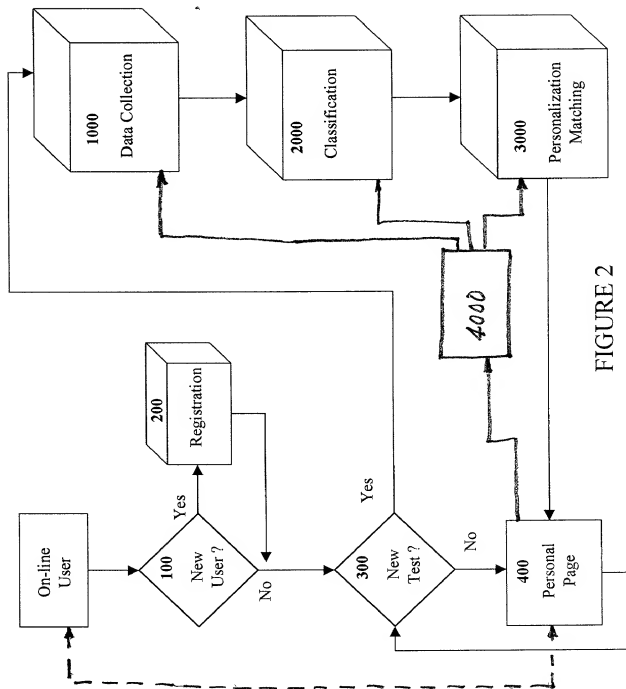 On-line
User
100
New
User ?
Yes
No
200
Registration
300
New
Test ?
Yes
No
400
Personal
Page
1000
Data Collection
2000
Classification
3000
Personalization
Matching
4000
FIGURE 2